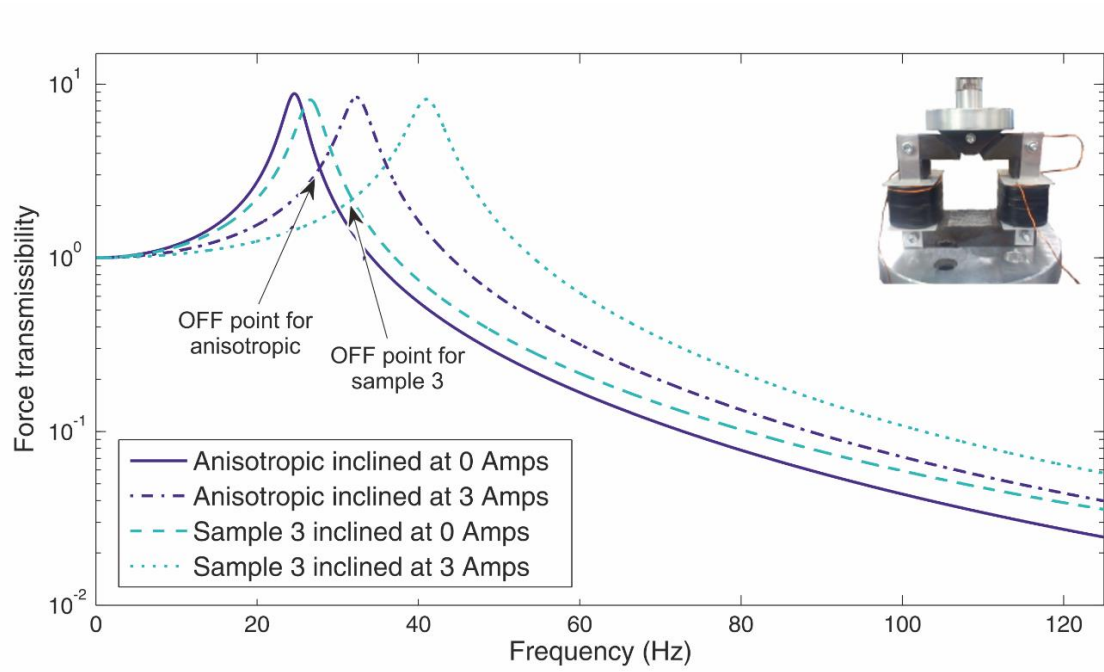 Force transmissibility
10^1
10^0
10^-1
10^-2
OFF point for
anisotropic
OFF point for
sample 3
Anisotropic inclined at 0 Amps
Anisotropic inclined at 3 Amps
Sample 3 inclined at 0 Amps
Sample 3 inclined at 3 Amps
0 20 40 60 80 100 120
Frequency (Hz)